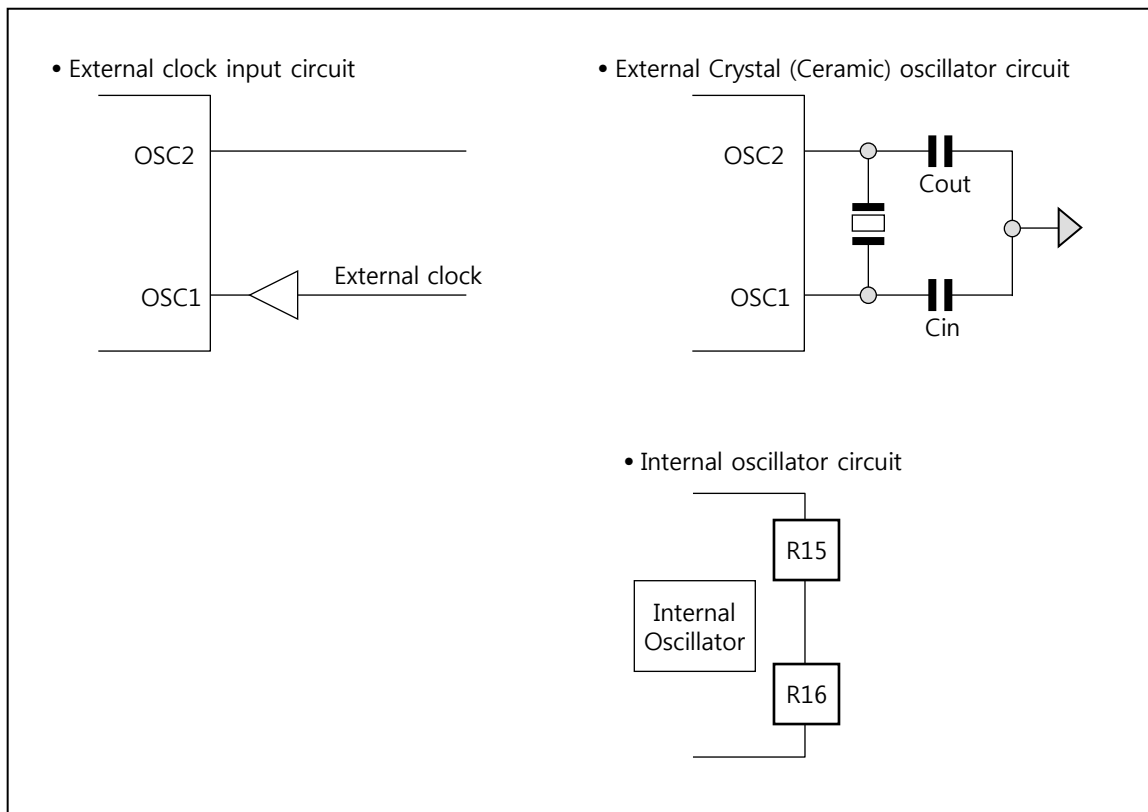 • External clock input circuit
OSC2
OSC1
External clock
• External Crystal (Ceramic) oscillator circuit
OSC2
Cout
OSC1
Cin
• Internal oscillator circuit
R15
Internal
Oscillator
R16